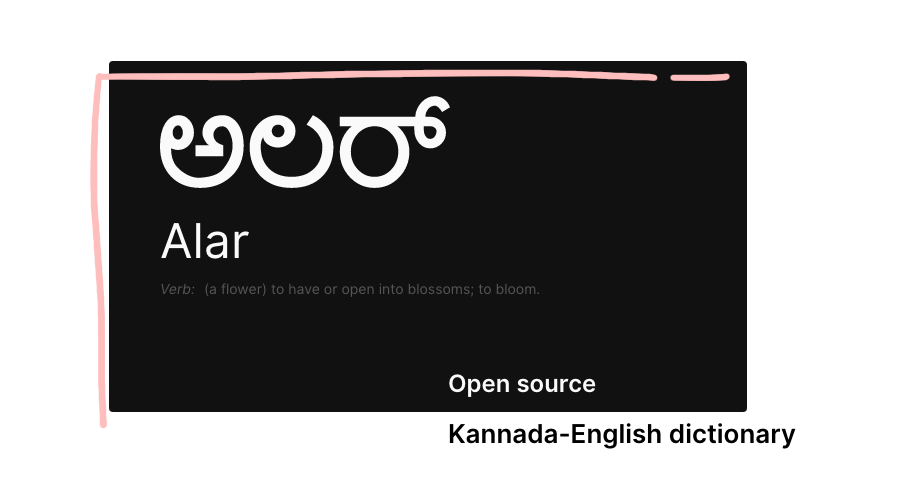 ಅಲರ್
Alar
Verb: (a flower) to have or open into blossoms; to bloom.
Open source
Kannada-English dictionary